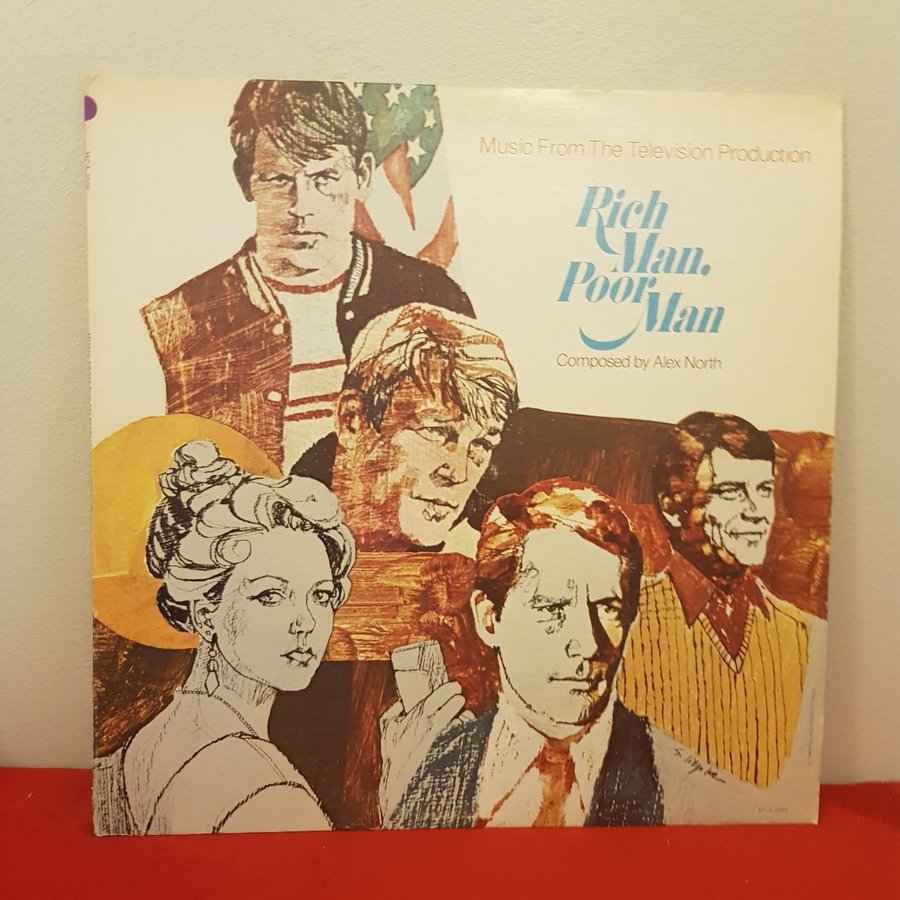 Music From The Television Production
Rich
Man.
Poor
Man
Composed by Alex North